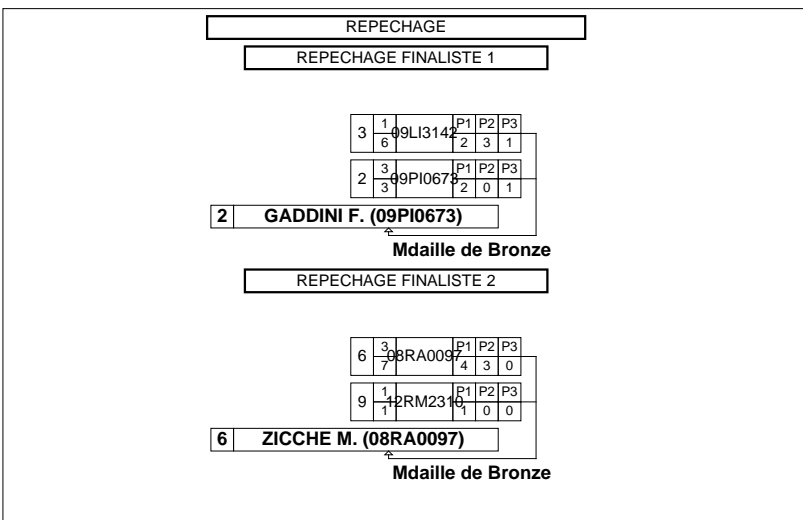 REPECHAGE
REPECHAGE FINALISTE 1
3 1 6 09LI3142 P1 P2 P3 2 3 1
2 3 3 09PI0673 P1 P2 P3 2 0 1
2 GADDINI F. (09PI0673)
Mdaille de Bronze
REPECHAGE FINALISTE 2
6 3 7 08RA0097 P1 P2 P3 4 3 0
9 1 1 12RM2310 P1 P2 P3 1 0 0
6 ZICCHE M. (08RA0097)
Mdaille de Bronze